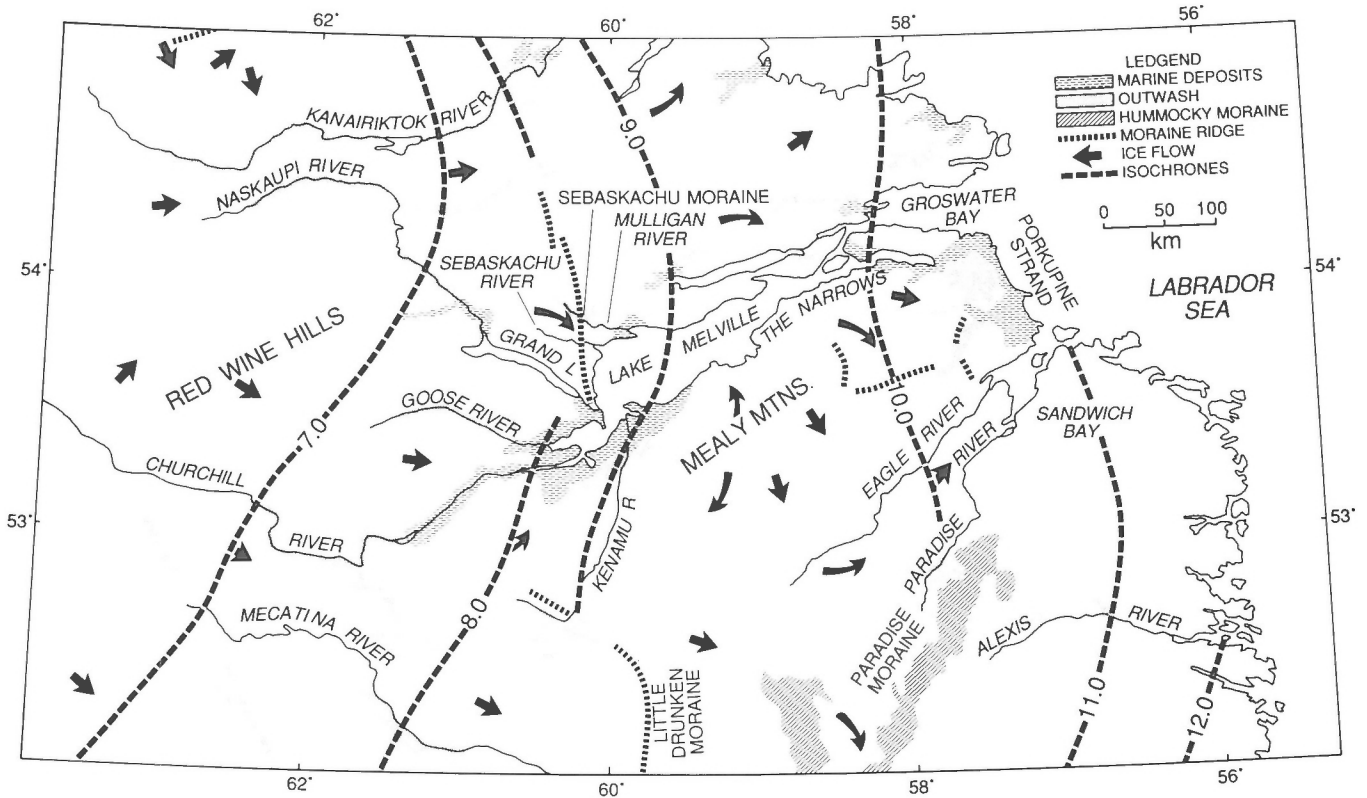 62°
60°
58°
56°
LEDGEND
MARINE DEPOSITS
OUTWASH
HUMMOCKY MORAINE
MORAINE RIDGE
ICE FLOW
ISOCHRONES
0 50 100
km
KANAIRIKTOK RIVER
NASKAUPI RIVER
9.0
SEBASKACHU MORAINE
MULLIGAN
RIVER
SEBASKACHU
RIVER
GROSWATER
BAY
PORKUPINE
STRAND
54°
54°
LABRADOR
SEA
RED WINE HILLS
GRAND L
LAKE MELVILLE
THE NARROWS
MEALY MTNS.
10.0
7.0
GOOSE RIVER
CHURCHILL
RIVER
EAGLE RIVER
SANDWICH
BAY
53°
53°
KENAMU R
PARADISE RIVER
8.0
MECATINA RIVER
PARADISE
MORAINE
ALEXIS RIVER
LITTLE
DRUNKEN
MORAINE
11.0
12.0
62°
60°
58°
56°